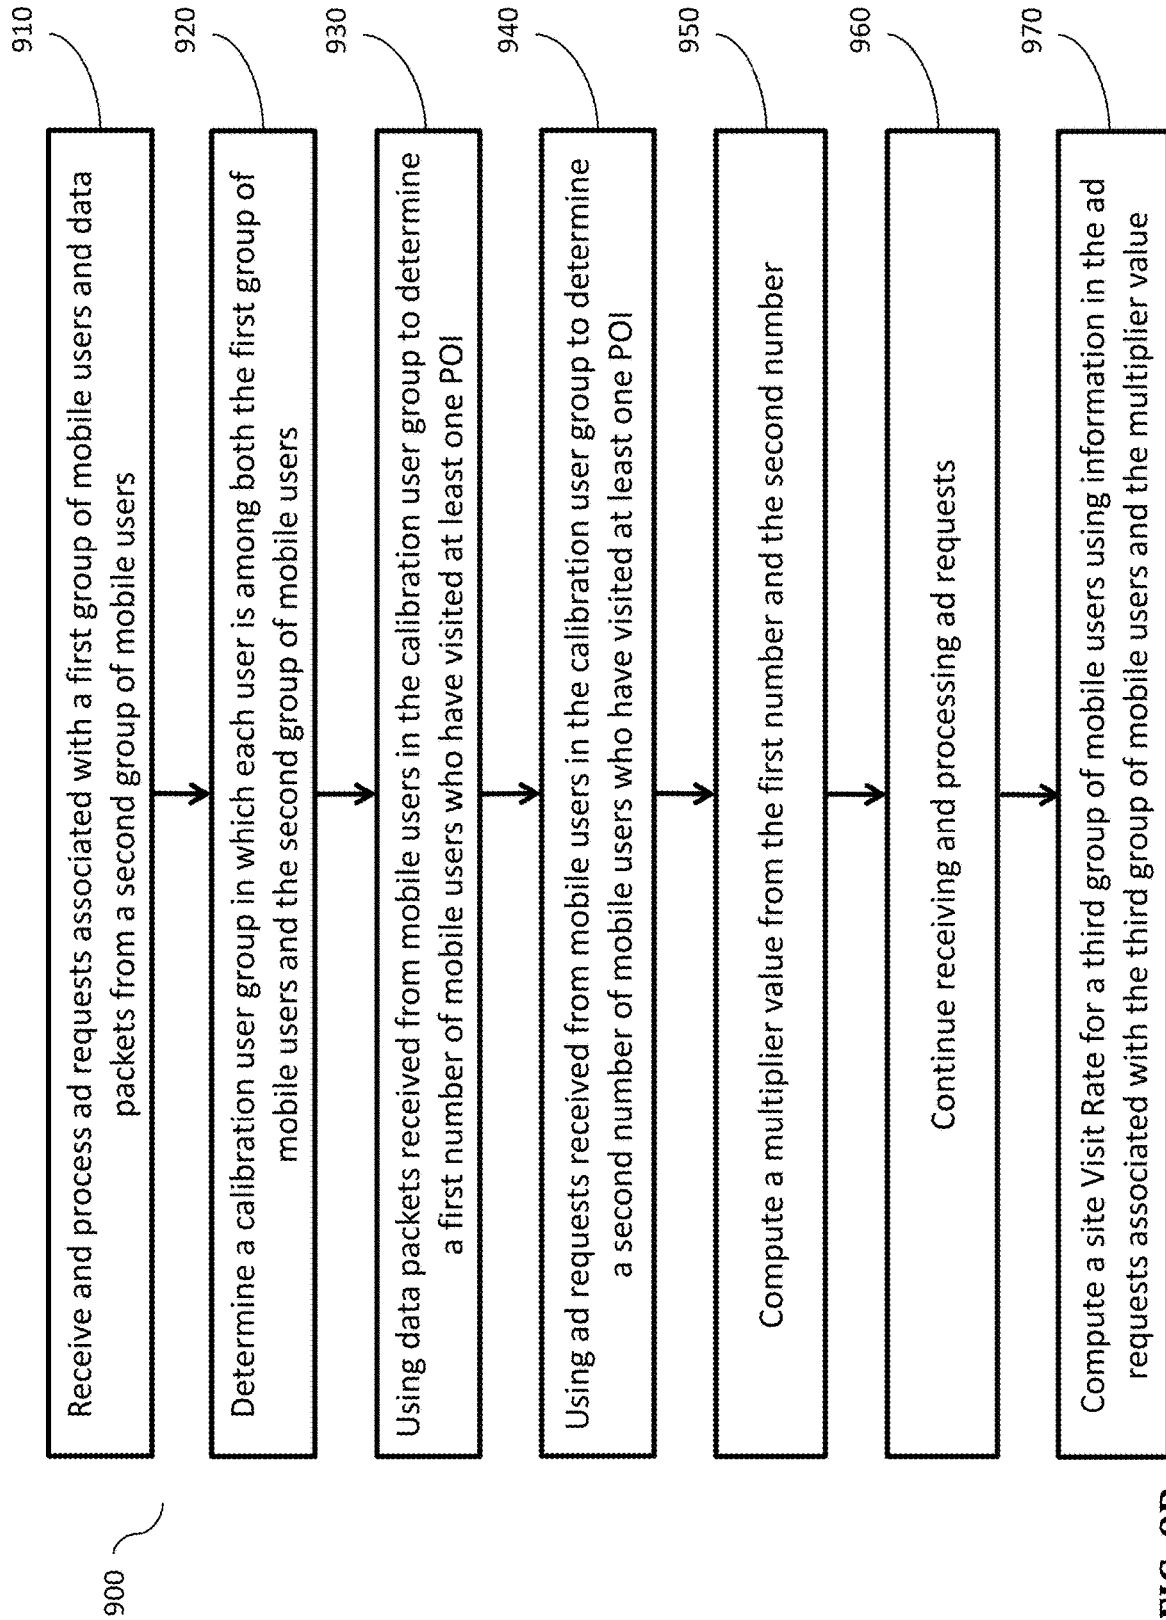 900
910
Receive and process ad requests associated with a first group of mobile users and data
packets from a second group of mobile users
920
Determine a calibration user group in which each user is among both the first group of
mobile users and the second group of mobile users
930
Using data packets received from mobile users in the calibration user group to determine
a first number of mobile users who have visited at least one POI
940
Using ad requests received from mobile users in the calibration user group to determine
a second number of mobile users who have visited at least one POI
950
Compute a multiplier value from the first number and the second number
960
Continue receiving and processing ad requests
970
Compute a site Visit Rate for a third group of mobile users using information in the ad
requests associated with the third group of mobile users and the multiplier value